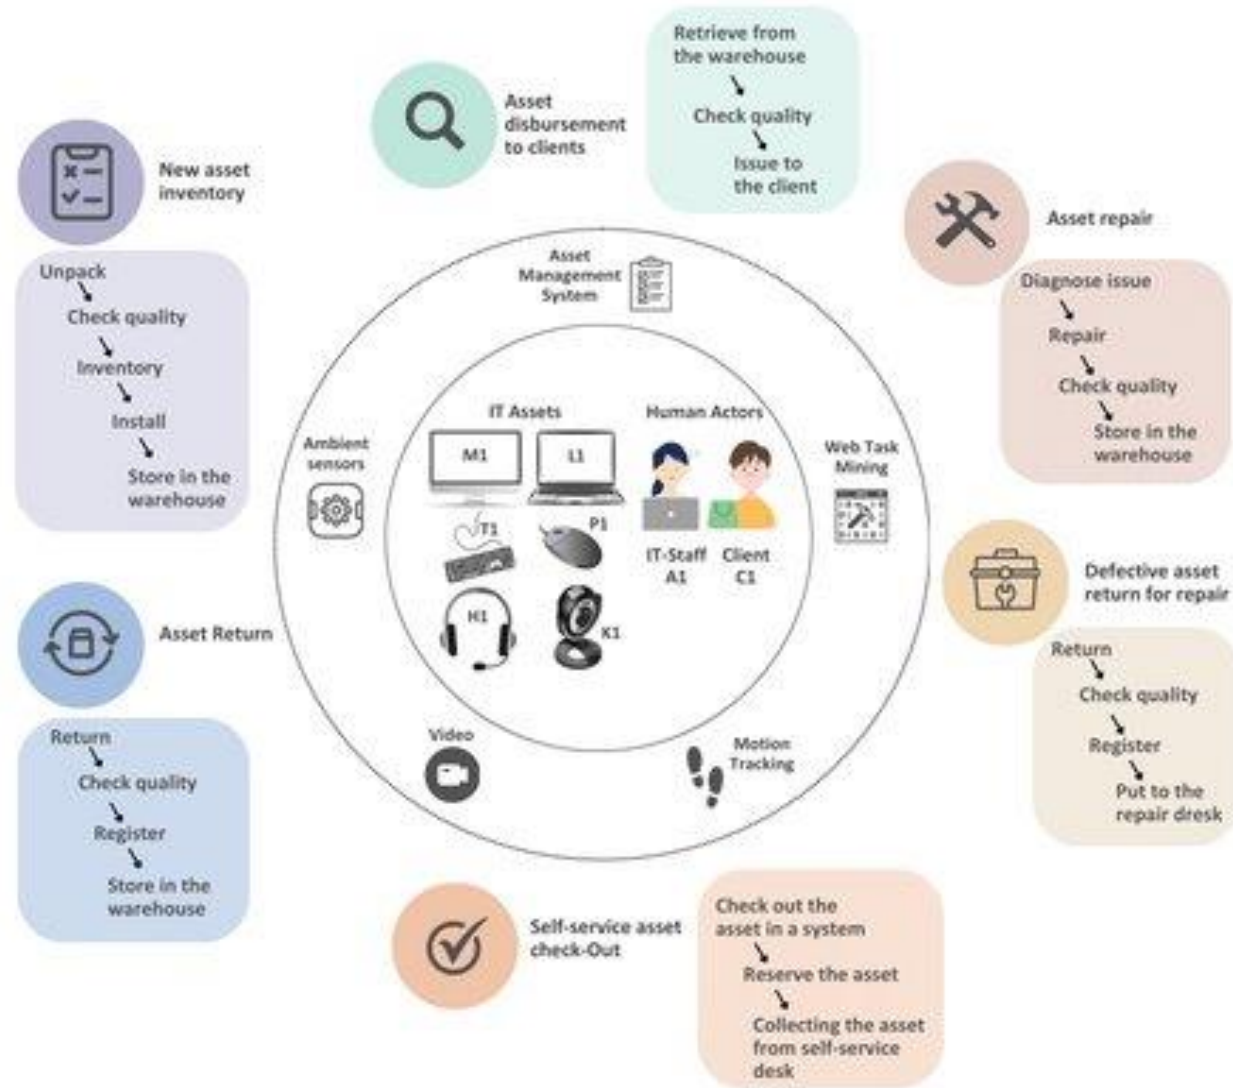 Retrieve from
the warehouse
Check quality
Issue to
the client
Asset
disbursement
to clients
New asset
inventory
Unpack
Check quality
Inventory
Install
Store in the
warehouse
Asset repair
Diagnose issue
Repair
Check quality
Store in the
warehouse
Asset
Management
System
IT Assets
Human Actors
M1
L1
T1
P1
H1
K1
IT-Staff
A1
Client
C1
Ambient
sensors
Web Task
Mining
Video
Motion
Tracking
Defective asset
return for repair
Return
Check quality
Register
Put to the
repair dresk
Asset Return
Return
Check quality
Register
Store in the
warehouse
Self-service asset
check-Out
Check out the
asset in a system
Reserve the asset
Collecting the asset
from self-service
desk